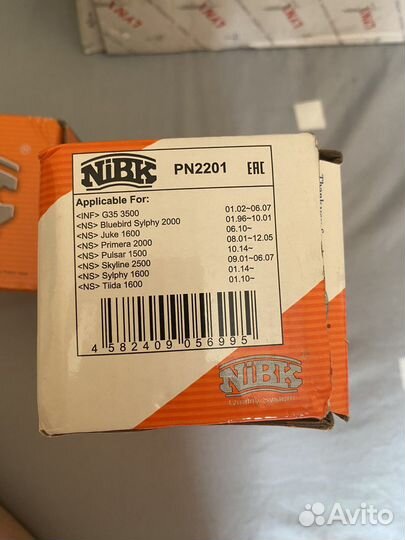 LYNX
NiBK PN2201 EAC
Applicable For:
<INF> G35 3500 01.02~06.07
<NS> Bluebird Sylphy 2000 01.96~10.01
<NS> Juke 1600 06.10~
<NS> Primera 2000 08.01~12.05
<NS> Pulsar 1500 10.14~
<NS> Skyline 2500 09.01~06.07
<NS> Sylphy 1600 01.14~
<NS> Tiida 1600 01.10~
4 582409 056995
NiBK
Quality System
Avito